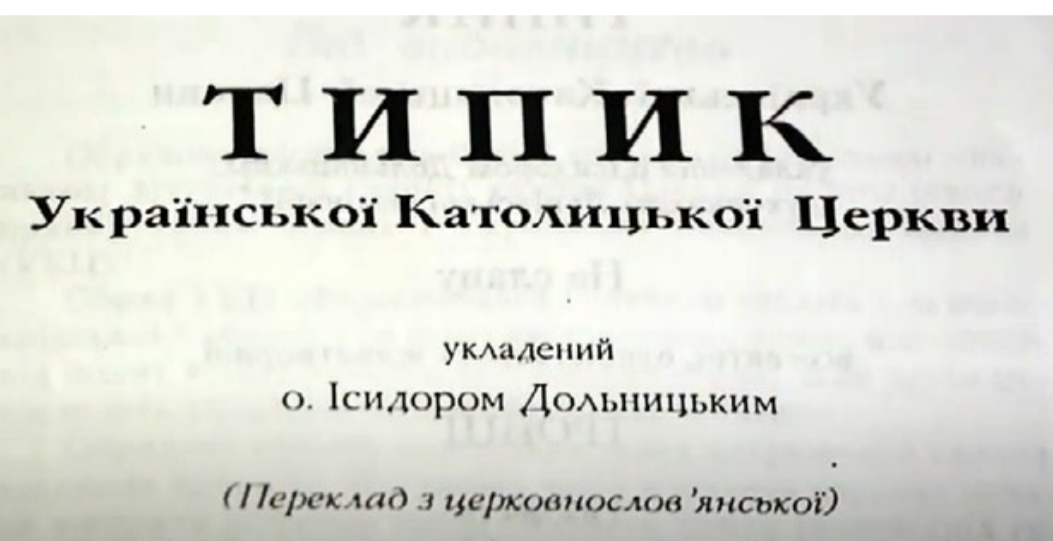 ТИПИК
Української Католицької Церкви
укладений
о. Ісидором Дольницьким
(Переклад з церковнослов'янської)